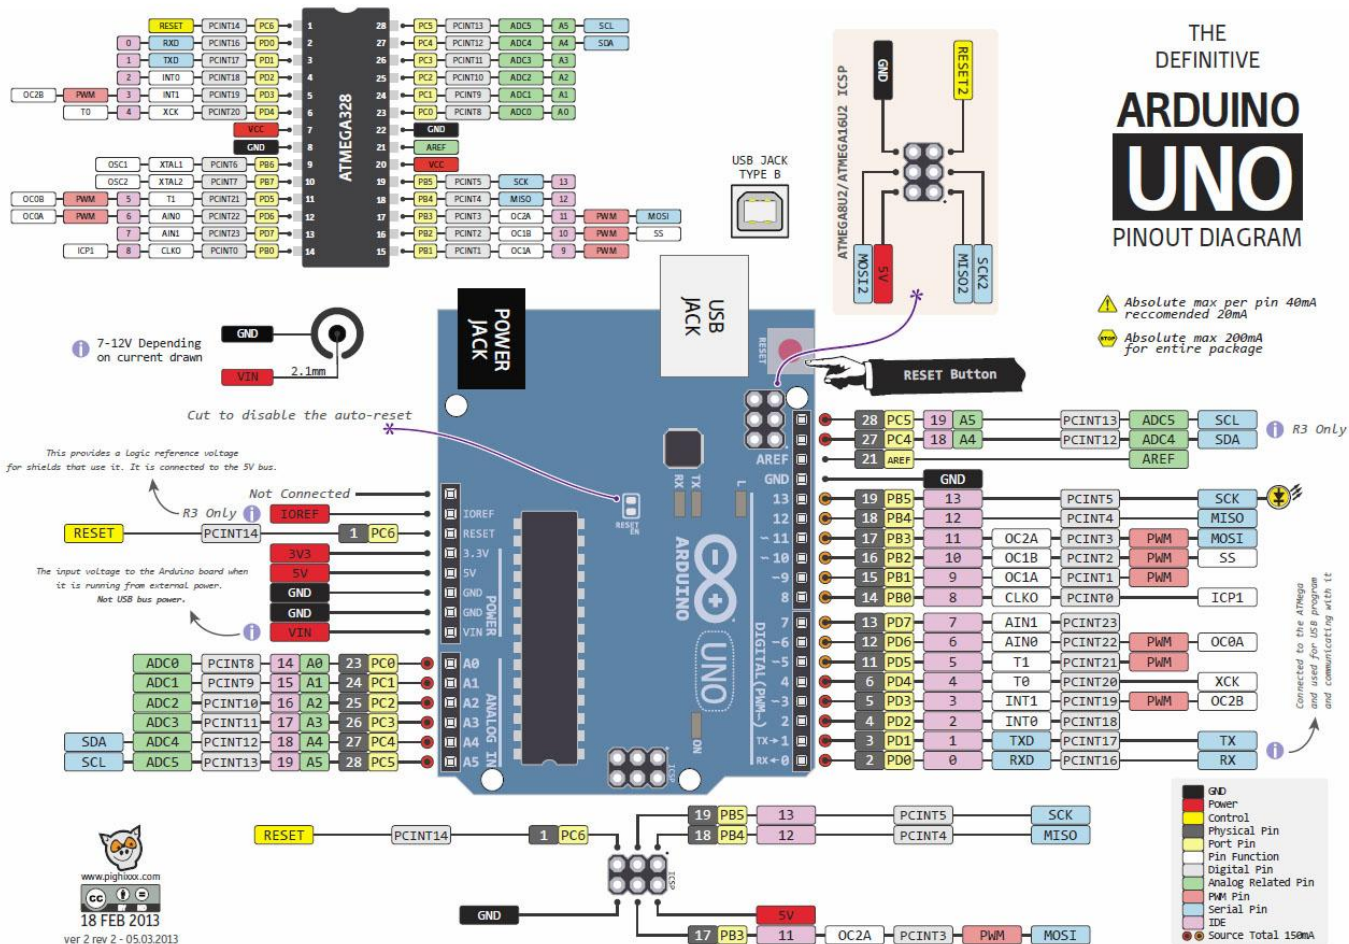 THE
DEFINITIVE
ARDUINO
UNO
PINOUT DIAGRAM
Absolute max per pin 40mA
reccomended 20mA
STOP
Absolute max 200mA
for entire package
ATMEGA328
RESET PCINT14 PC6 1
0 RXD PCINT16 PD0 2
1 TXD PCINT17 PD1 3
2 INT0 PCINT18 PD2 4
OC2B PWM 3 INT1 PCINT19 PD3 5
T0 4 XCK PCINT20 PD4 6
VCC 7
GND 8
OSC1 XTAL1 PCINT6 PB6 9
OSC2 XTAL2 PCINT7 PB7 10
OC0B PWM 5 T1 PCINT21 PD5 11
OC0A PWM 6 AIN0 PCINT22 PD6 12
7 AIN1 PCINT23 PD7 13
ICP1 8 CLKO PCINT0 PB0 14
28 PC5 PCINT13 ADC5 A5 SCL
27 PC4 PCINT12 ADC4 A4 SDA
26 PC3 PCINT11 ADC3 A3
25 PC2 PCINT10 ADC2 A2
24 PC1 PCINT9 ADC1 A1
23 PC0 PCINT8 ADC0 A0
22 GND
21 AREF
20 VCC
19 PB5 PCINT5 SCK 13
18 PB4 PCINT4 MISO 12
17 PB3 PCINT3 OC2A 11 PWM MOSI
16 PB2 PCINT2 OC1B 10 PWM SS
15 PB1 PCINT1 OC1A 9 PWM
USB JACK
TYPE B
ATMEGA8U2/ATMEGA16U2 ICSP
GND
RESET2
MOSI2
5V
MISO2
SCK2
7-12V Depending
on current drawn
GND
VIN
2.1mm
POWER
JACK
USB
JACK
RESET
RESET Button
Cut to disable the auto-reset
This provides a logic reference voltage
for shields that use it. It is connected to the 5V bus.
Not Connected
R3 Only IOREF
RESET PCINT14 1 PC6
3V3
5V
GND
GND
VIN
The input voltage to the Arduino board when
it is running from external power.
Not USB bus power.
ADC0 PCINT8 14 A0 23 PC0
ADC1 PCINT9 15 A1 24 PC1
ADC2 PCINT10 16 A2 25 PC2
ADC3 PCINT11 17 A3 26 PC3
SDA ADC4 PCINT12 18 A4 27 PC4
SCL ADC5 PCINT13 19 A5 28 PC5
IOREF
RESET
3.3V
5V
GND
GND
VIN
POWER
A0
A1
A2
A3
A4
A5
ANALOG IN
RX
TX
L
RESET
EN
ARDUINO
UNO
ON
ICSP
AREF
GND
13
12
~11
~10
~9
8
7
~6
~5
4
~3
2
TX→1
RX←0
DIGITAL (PWM~)
28 PC5 19 A5 PCINT13 ADC5 SCL
27 PC4 18 A4 PCINT12 ADC4 SDA
R3 Only
21 AREF AREF
GND
19 PB5 13 PCINT5 SCK
18 PB4 12 PCINT4 MISO
17 PB3 11 OC2A PCINT3 PWM MOSI
16 PB2 10 OC1B PCINT2 PWM SS
15 PB1 9 OC1A PCINT1 PWM
14 PB0 8 CLKO PCINT0 ICP1
13 PD7 7 AIN1 PCINT23
12 PD6 6 AIN0 PCINT22 PWM OC0A
11 PD5 5 T1 PCINT21 PWM
6 PD4 4 T0 PCINT20 XCK
5 PD3 3 INT1 PCINT19 PWM OC2B
4 PD2 2 INT0 PCINT18
3 PD1 1 TXD PCINT17 TX
2 PD0 0 RXD PCINT16 RX
Connected to the ATMega
and used for USB program
and communicating with it
RESET PCINT14 1 PC6
19 PB5 13 PCINT5 SCK
18 PB4 12 PCINT4 MISO
ICSP
GND
5V
17 PB3 11 OC2A PCINT3 PWM MOSI
GND
Power
Control
Physical Pin
Port Pin
Pin Function
Digital Pin
Analog Related Pin
PWM Pin
Serial Pin
IDE
Source Total 150mA
www.pighixxx.com
cc
BY ND
18 FEB 2013
ver 2 rev 2 - 05.03.2013